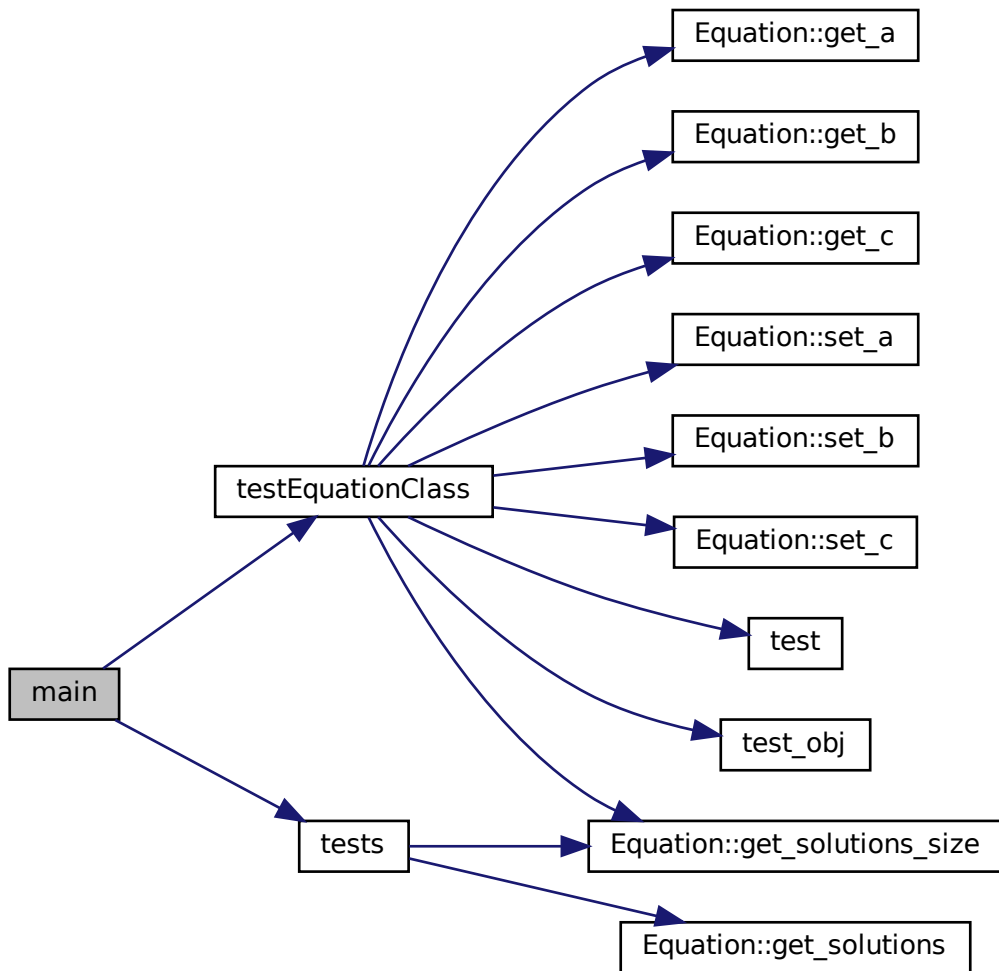 Equation::get_a
Equation::get_b
Equation::get_c
Equation::set_a
Equation::set_b
testEquationClass
Equation::set_c
test
main
test_obj
tests
Equation::get_solutions_size
Equation::get_solutions